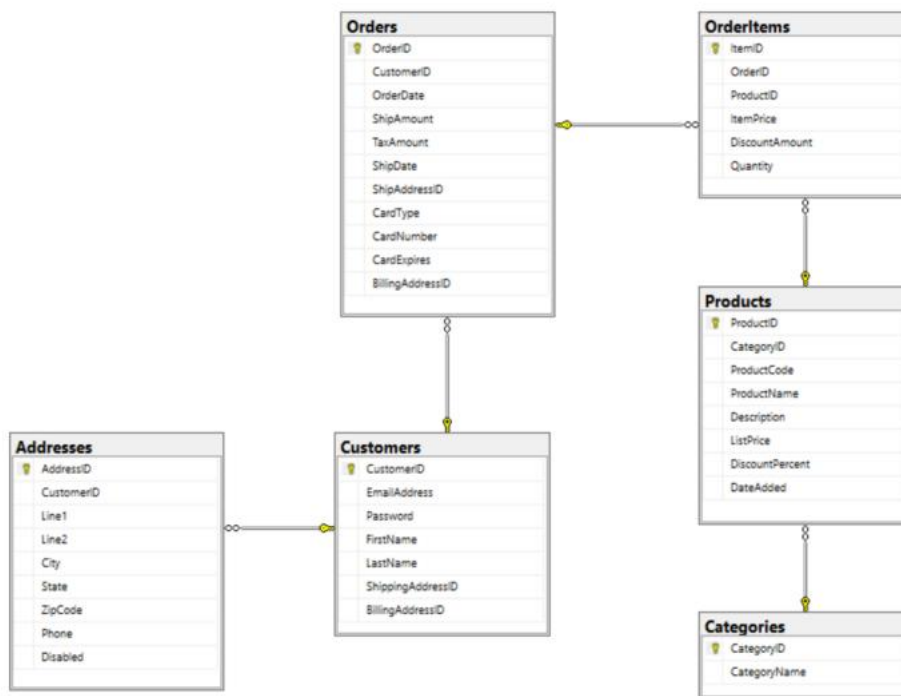 Orders
OrderID
CustomerID
OrderDate
ShipAmount
TaxAmount
ShipDate
ShipAddressID
CardType
CardNumber
CardExpires
BillingAddressID
OrderItems
ItemID
OrderID
ProductID
ItemPrice
DiscountAmount
Quantity
Products
ProductID
CategoryID
ProductCode
ProductName
Description
ListPrice
DiscountPercent
DateAdded
Addresses
AddressID
CustomerID
Line1
Line2
City
State
ZipCode
Phone
Disabled
Customers
CustomerID
EmailAddress
Password
FirstName
LastName
ShippingAddressID
BillingAddressID
Categories
CategoryID
CategoryName